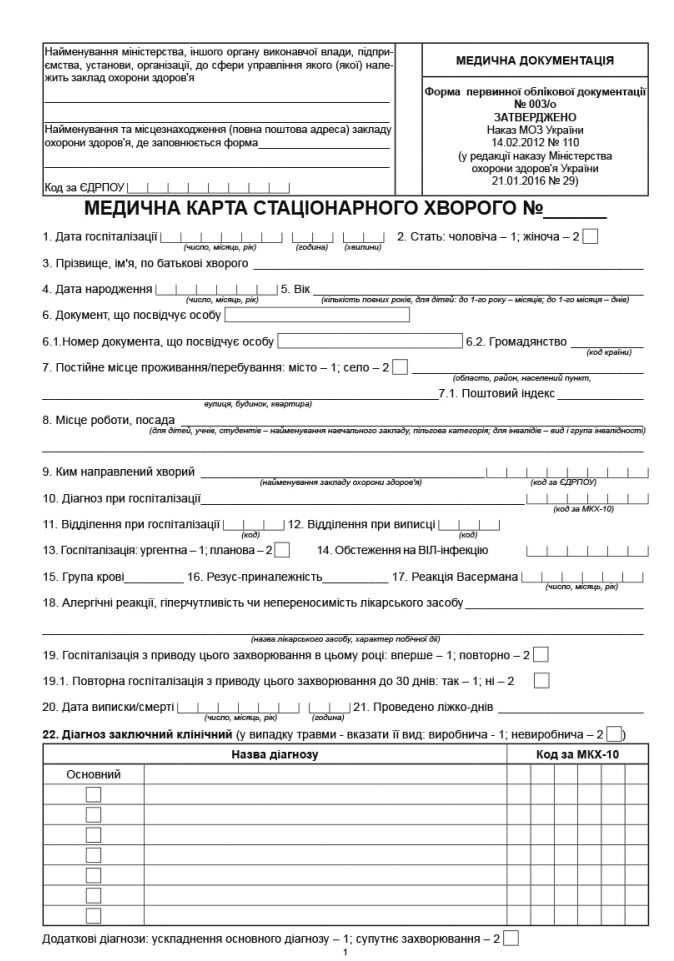 Найменування міністерства, іншого органу виконавчої влади, підпри-
ємства, установи, організації, до сфери управління якого (якої) нале-
жить заклад охорони здоров'я
Найменування та місцезнаходження (повна поштова адреса) закладу
охорони здоров'я, де заповнюється форма
Код за ЄДРПОУ
МЕДИЧНА ДОКУМЕНТАЦІЯ
Форма первинної облікової документації
№ 003/о
ЗАТВЕРДЖЕНО
Наказ МОЗ України
14.02.2012 № 110
(у редакції наказу Міністерства
охорони здоров'я України
21.01.2016 № 29)
МЕДИЧНА КАРТА СТАЦІОНАРНОГО ХВОРОГО №
1. Дата госпіталізації 2. Стать: чоловіча – 1; жіноча – 2
(число, місяць, рік) (година) (хвилини)
3. Прізвище, ім'я, по батькові хворого
4. Дата народження 5. Вік
(число, місяць, рік) (кількість повних років, для дітей: до 1-го року – місяців; до 1-го місяця – днів)
6. Документ, що посвідчує особу
6.1.Номер документа, що посвідчує особу 6.2. Громадянство
(код країни)
7. Постійне місце проживання/перебування: місто – 1; село – 2
(область, район, населений пункт,
7.1. Поштовий індекс
вулиця, будинок, квартира)
8. Місце роботи, посада
(для дітей, учнів, студентів – найменування навчального закладу, пільгова категорія; для інвалідів – вид і група інвалідності)
9. Ким направлений хворий
(найменування закладу охорони здоров'я) (код за ЄДРПОУ)
10. Діагноз при госпіталізації
(код за МКХ-10)
11. Відділення при госпіталізації 12. Відділення при виписці
(код) (код)
13. Госпіталізація: ургентна – 1; планова – 2 14. Обстеження на ВІЛ-інфекцію
15. Група крові 16. Резус-приналежність 17. Реакція Васермана
(число, місяць, рік)
18. Алергічні реакції, гіперчутливість чи непереносимість лікарського засобу
(назва лікарського засобу, характер побічної дії)
19. Госпіталізація з приводу цього захворювання в цьому році: вперше – 1; повторно – 2
19.1. Повторна госпіталізація з приводу цього захворювання до 30 днів: так – 1; ні – 2
20. Дата виписки/смерті 21. Проведено ліжко-днів
(число, місяць, рік) (година)
22. Діагноз заключний клінічний (у випадку травми - вказати її вид: виробнича - 1; невиробнича – 2 )
Назва діагнозу Код за МКХ-10
Основний
Додаткові діагнози: ускладнення основного діагнозу – 1; супутнє захворювання – 2
1